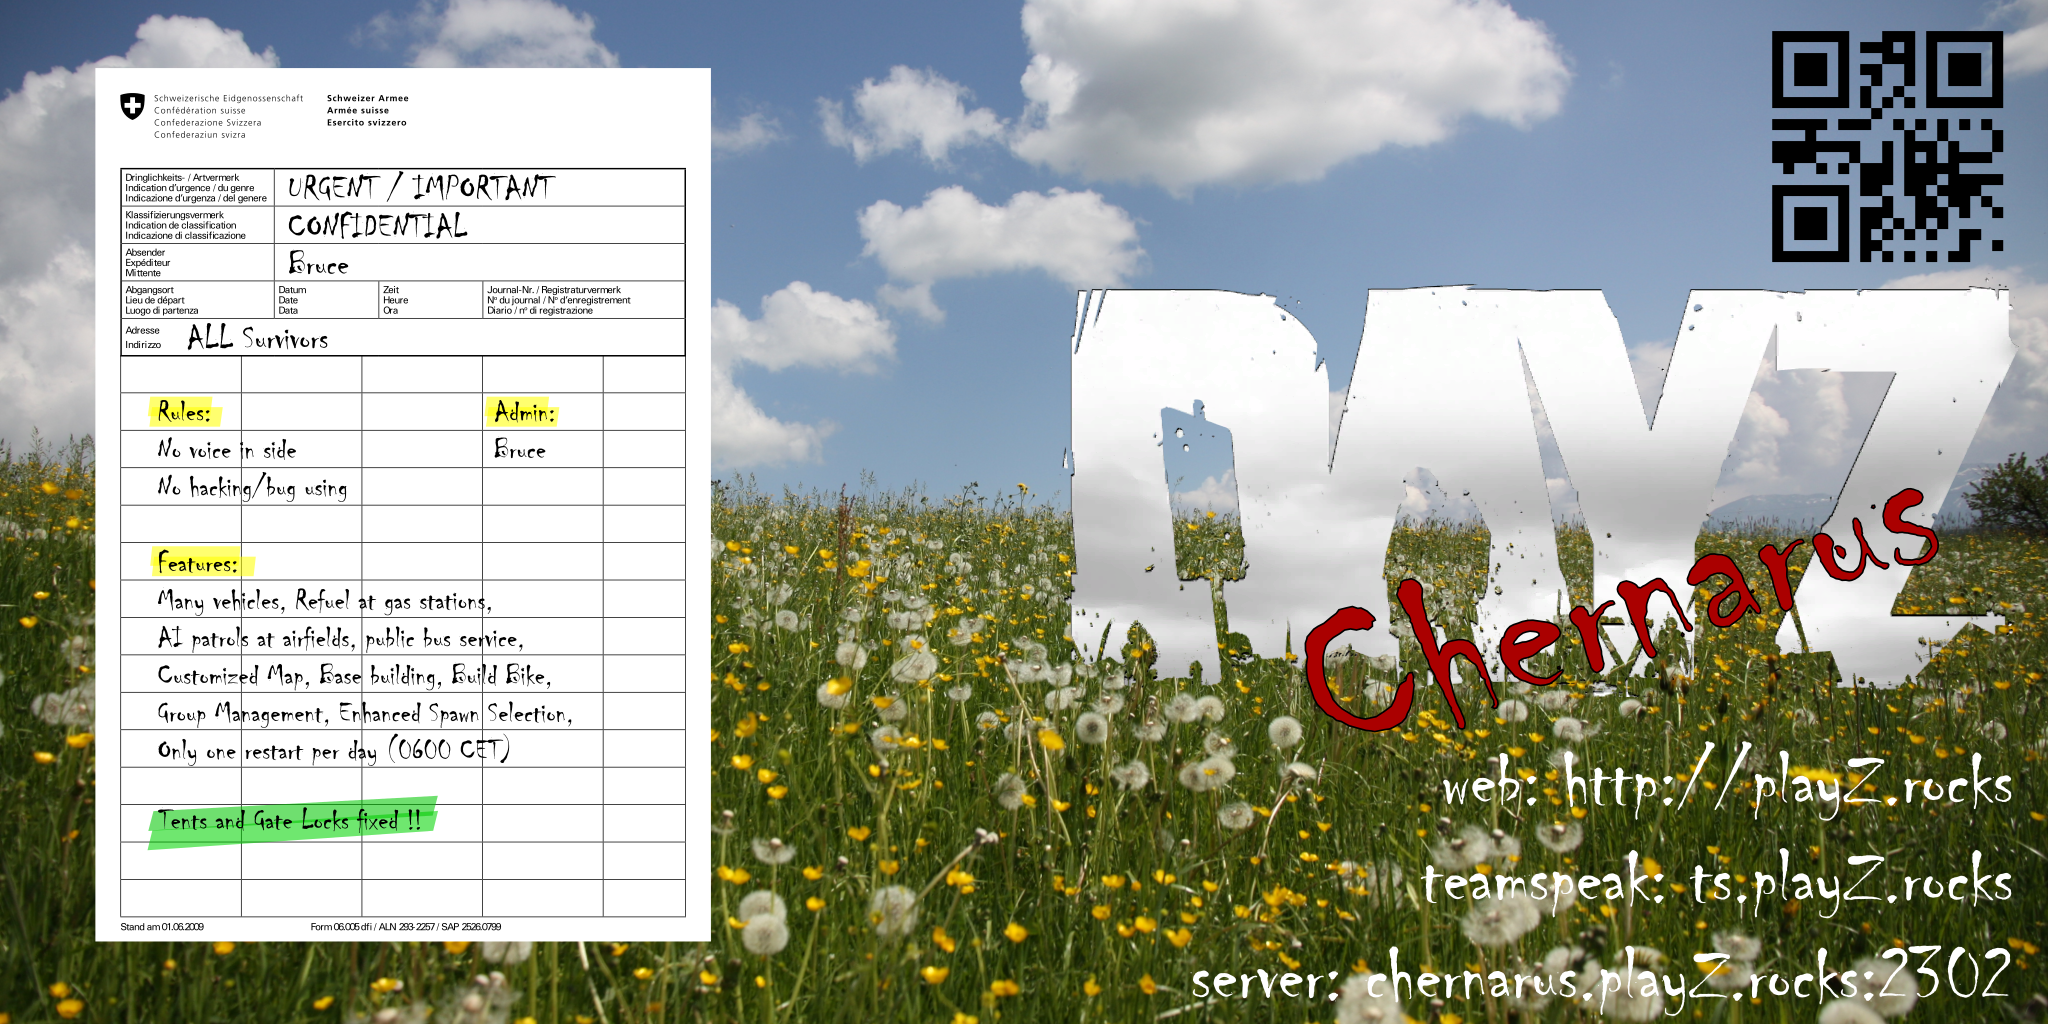 Schweizerische Eidgenossenschaft
Confédération suisse
Confederazione Svizzera
Confederaziun svizra
Schweizer Armee
Armée suisse
Esercito svizzero
Dringlichkeits- / Artvermerk
Indication d'urgence / du genre
Indicazione d'urgenza / del genere
URGENT / IMPORTANT
Klassifizierungsvermerk
Indication de classification
Indicazione di classificazione
CONFIDENTIAL
Absender
Expéditeur
Mittente
Bruce
Abgangsort
Lieu de départ
Luogo di partenza
Datum
Date
Data
Zeit
Heure
Ora
Journal-Nr. / Registraturvermerk
Nº du journal / Nº d'enregistrement
Diario / nº di registrazione
Adresse
Indirizzo
ALL Survivors
Rules:
No voice in side
No hacking/bug using
Admin:
Bruce
Features:
Many vehicles, Refuel at gas stations,
AI patrols at airfields, public bus service,
Customized Map, Base building, Build Bike,
Group Management, Enhanced Spawn Selection,
Only one restart per day (0600 CET)
Tents and Gate Locks fixed !!
Stand am 01.06.2009
Form 06.005 dfi / ALN 293-2257 / SAP 2526.0799
DAYZ
Chernarus
web: http://playZ.rocks
teamspeak: ts.playZ.rocks
server: chernarus.playZ.rocks:2302